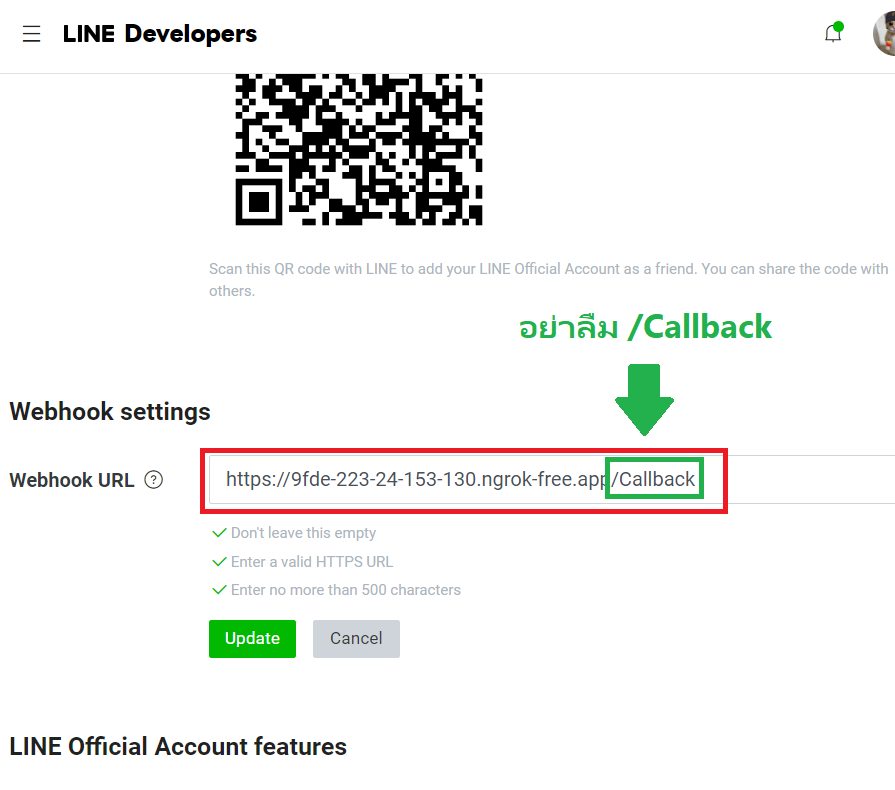 LINE Developers
Scan this QR code with LINE to add your LINE Official Account as a friend. You can share the code with
others.
อย่าลืม /Callback
Webhook settings
Webhook URL ?
https://9fde-223-24-153-130.ngrok-free.app/Callback
Don't leave this empty
Enter a valid HTTPS URL
Enter no more than 500 characters
Update Cancel
LINE Official Account features